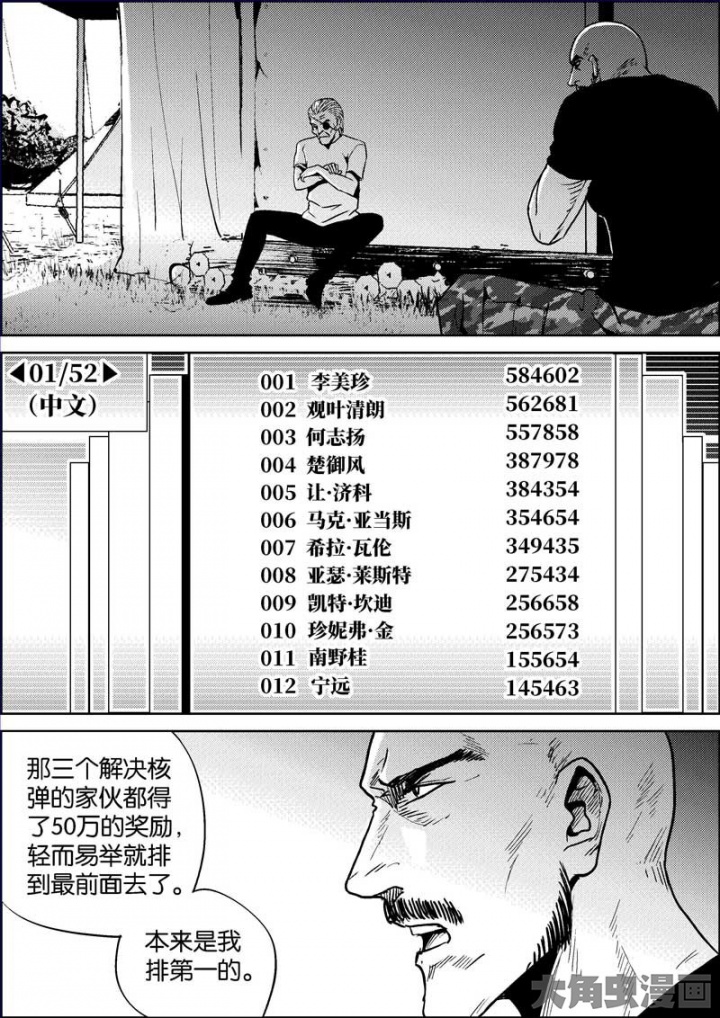 ◀01/52▶
（中文）
001 李美珍 584602
002 观叶清朗 562681
003 何志扬 557858
004 楚御风 387978
005 让·济科 384354
006 马克·亚当斯 354654
007 希拉·瓦伦 349435
008 亚瑟·莱斯特 275434
009 凯特·坎迪 256658
010 珍妮弗·金 256573
011 南野桂 155654
012 宁远 145463
那三个解决核
弹的家伙都得
了50万的奖励，
轻而易举就排
到最前面去了。
本来是我
排第一的。
大角虫漫画